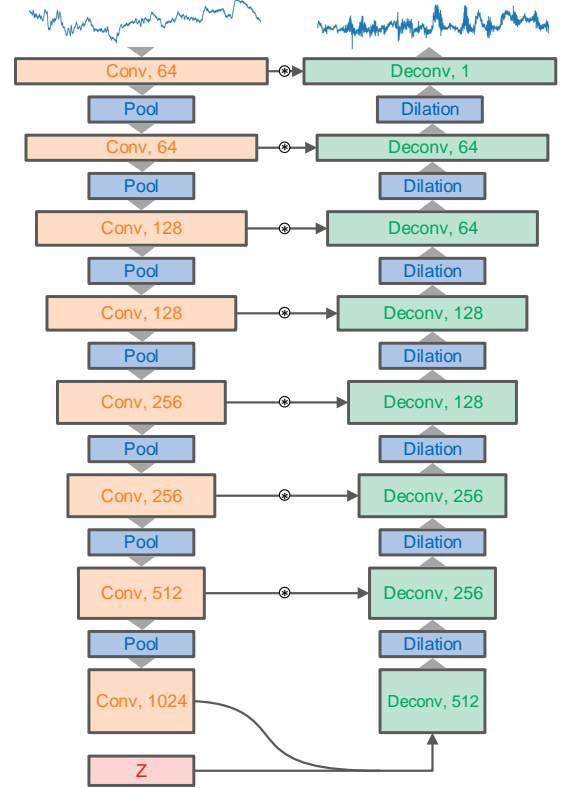 Conv, 64
Deconv, 1
Pool
Dilation
Conv, 64
Deconv, 64
Pool
Dilation
Conv, 128
Deconv, 64
Pool
Dilation
Conv, 128
Deconv, 128
Pool
Dilation
Conv, 256
Deconv, 128
Pool
Dilation
Conv, 256
Deconv, 256
Pool
Dilation
Conv, 512
Deconv, 256
Pool
Dilation
Conv, 1024
Deconv, 512
Z